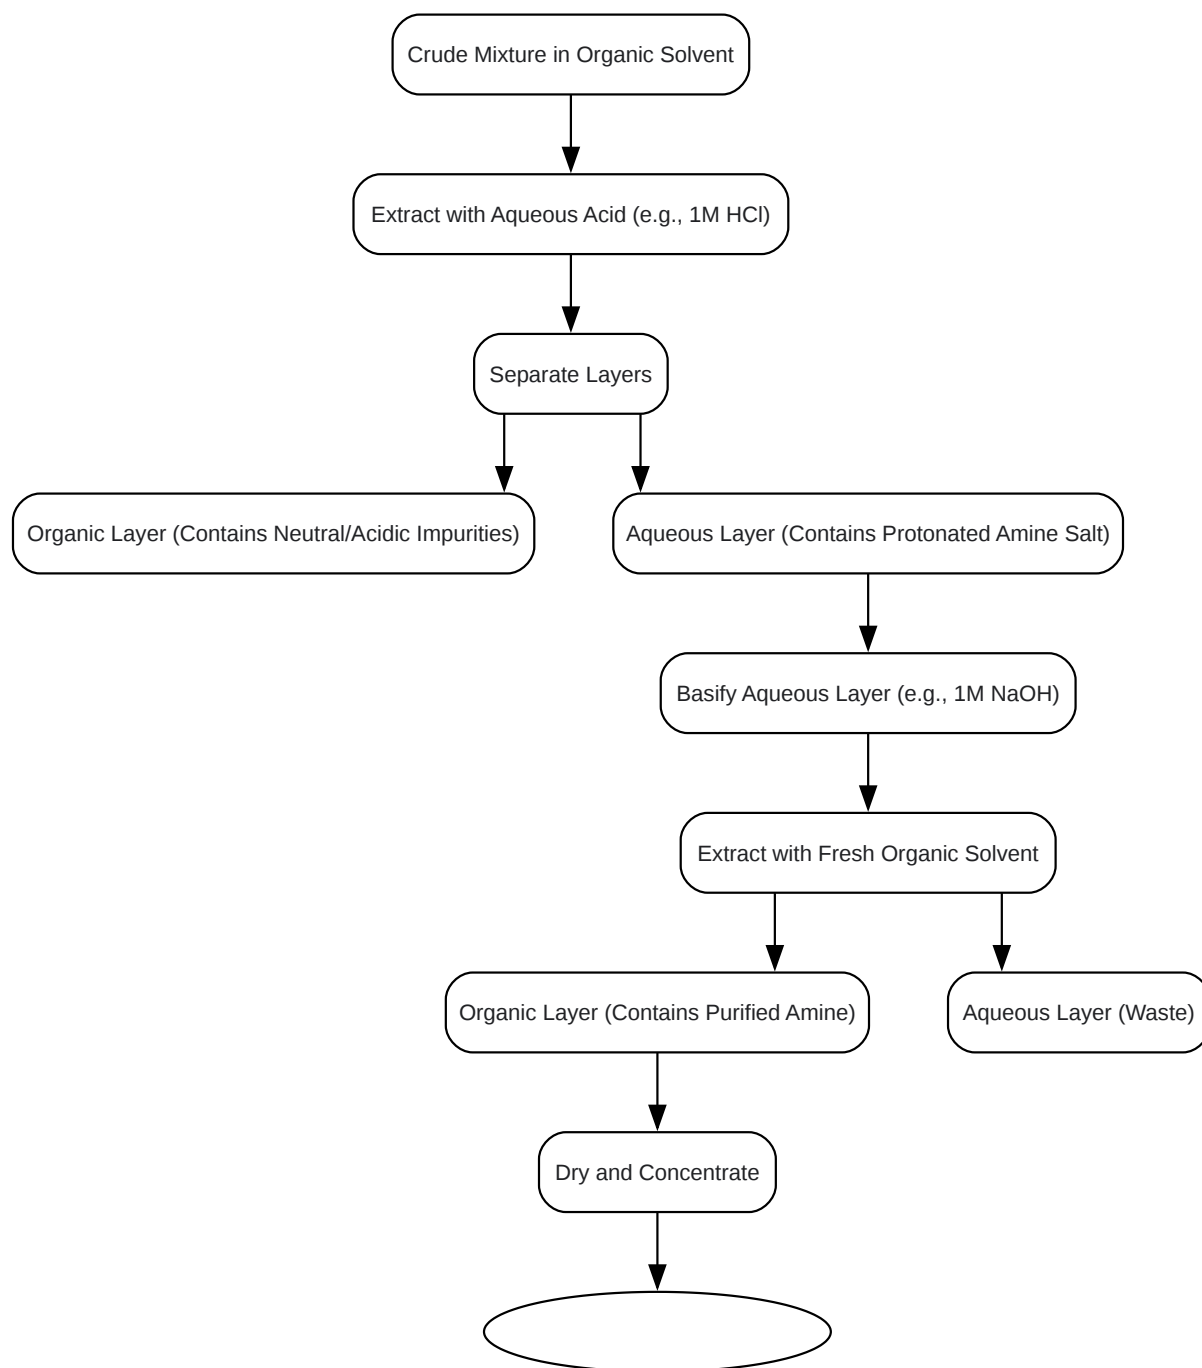 Crude Mixture in Organic Solvent
Extract with Aqueous Acid (e.g., 1M HCl)
Separate Layers
Organic Layer (Contains Neutral/Acidic Impurities)
Aqueous Layer (Contains Protonated Amine Salt)
Basify Aqueous Layer (e.g., 1M NaOH)
Extract with Fresh Organic Solvent
Organic Layer (Contains Purified Amine)
Aqueous Layer (Waste)
Dry and Concentrate